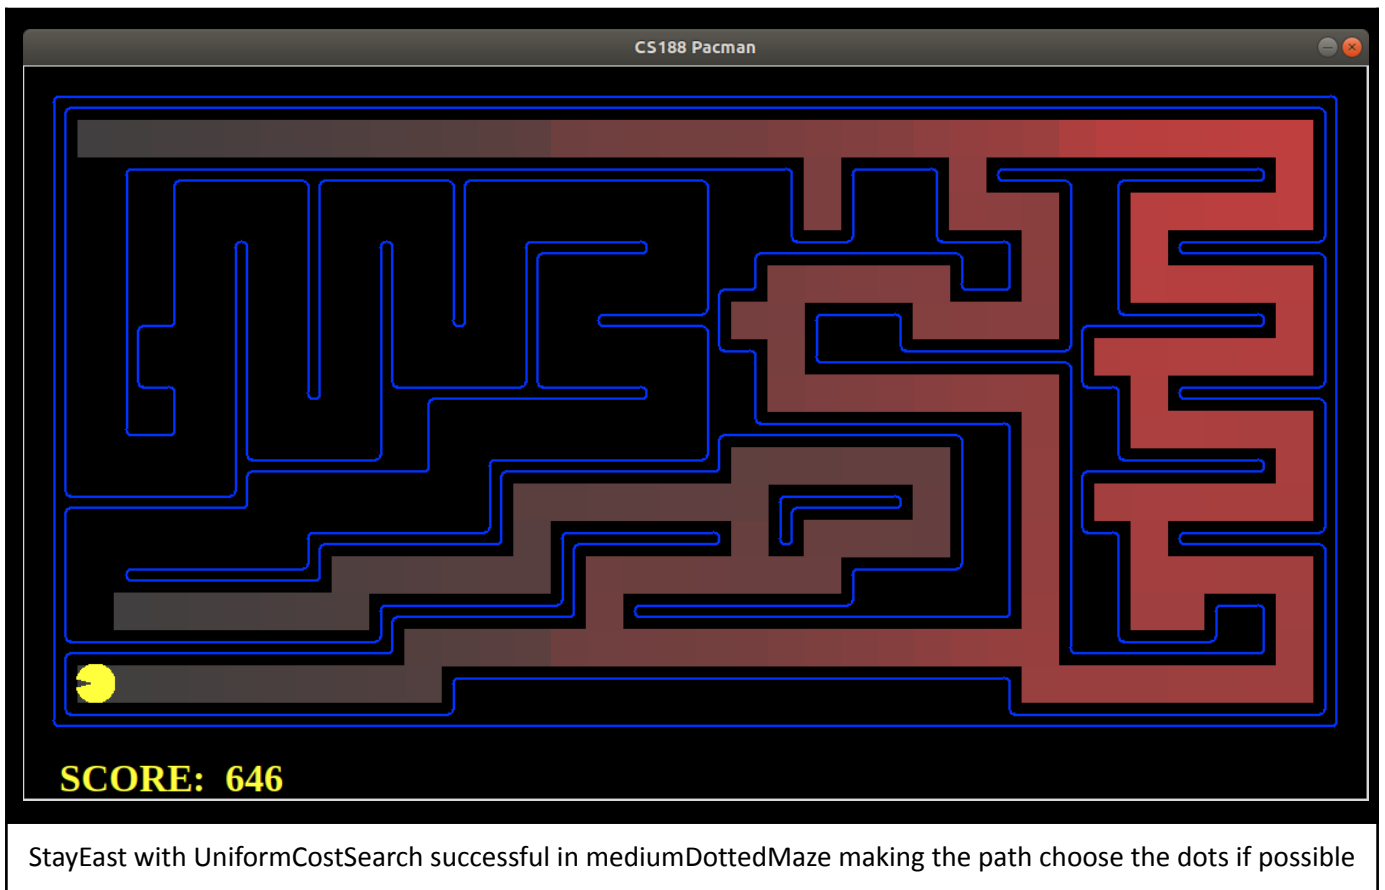 CS188 Pacman
SCORE: 646
StayEast with UniformCostSearch successful in mediumDottedMaze making the path choose the dots if possible